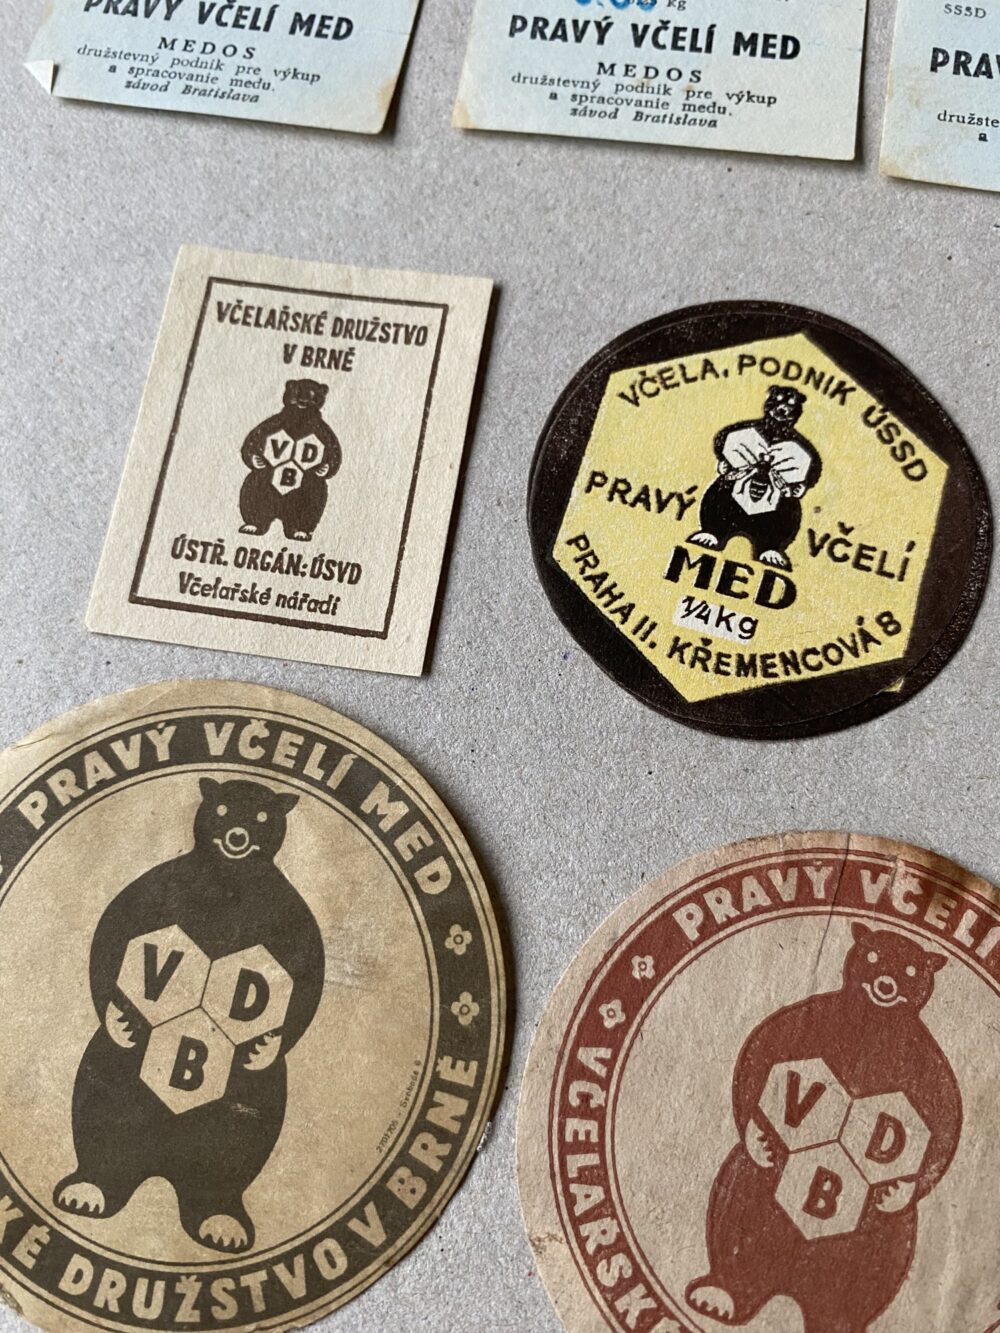 PRAVÝ VČELÍ MED
MEDOS
družstevný podnik pre výkup
a spracovanie medu,
závod Bratislava
kg
PRAVÝ VČELÍ MED
MEDOS
družstevný podnik pre výkup
a spracovanie medu,
závod Bratislava
SSSD
PRAV
družste
a
VČELAŘSKÉ DRUŽSTVO
V BRNĚ
V D
B
ÚSTŘ. ORGÁN: ÚSVD
Včelařské nářadí
VČELA, PODNIK ÚSSD
PRAVÝ VČELÍ
MED
1/4 kg
PRAHA II. KŘEMENCOVÁ 8
PRAVÝ VČELÍ MED
V D
B
KÉ DRUŽSTVO V BRNĚ
PRAVÝ VČELÍ
V D
B
VČELARSK